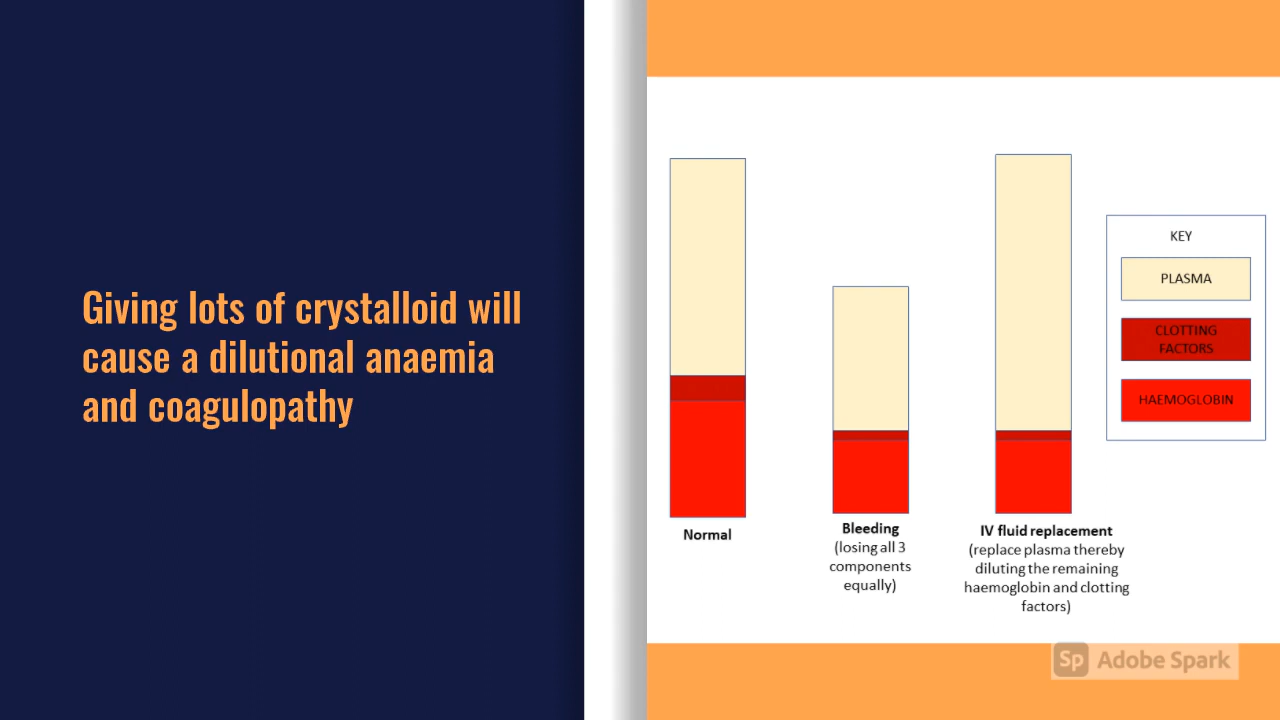 Giving lots of crystalloid will
cause a dilutional anaemia
and coagulopathy
KEY
PLASMA
CLOTTING
FACTORS
HAEMOGLOBIN
Normal
Bleeding
(losing all 3
components
equally)
IV fluid replacement
(replace plasma thereby
diluting the remaining
haemoglobin and clotting
factors)
Sp Adobe Spark